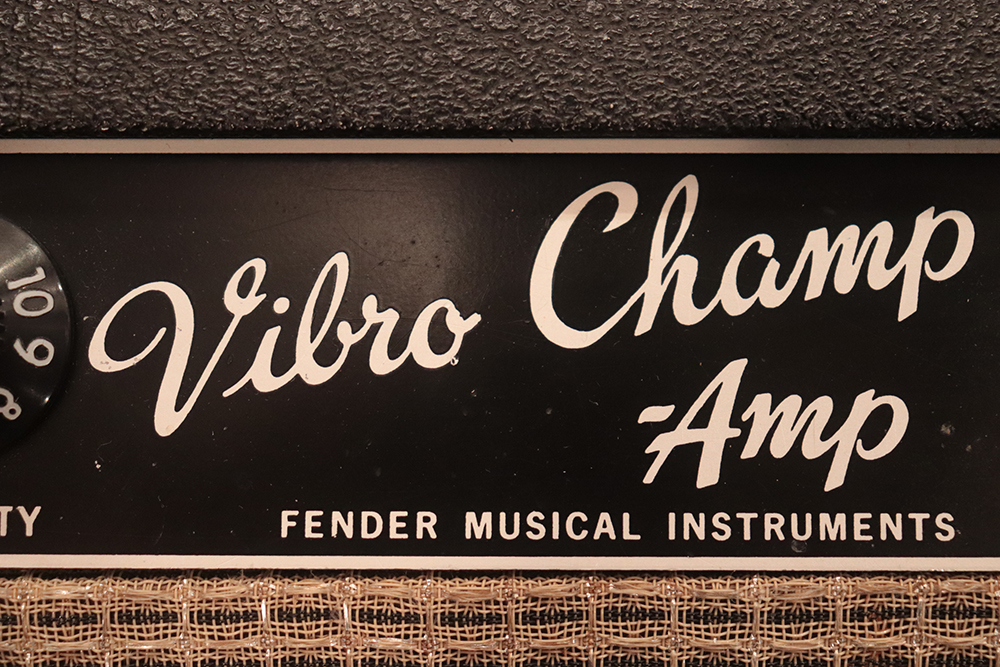 Vibro Champ
-Amp
10
9
8
TY
FENDER MUSICAL INSTRUMENTS